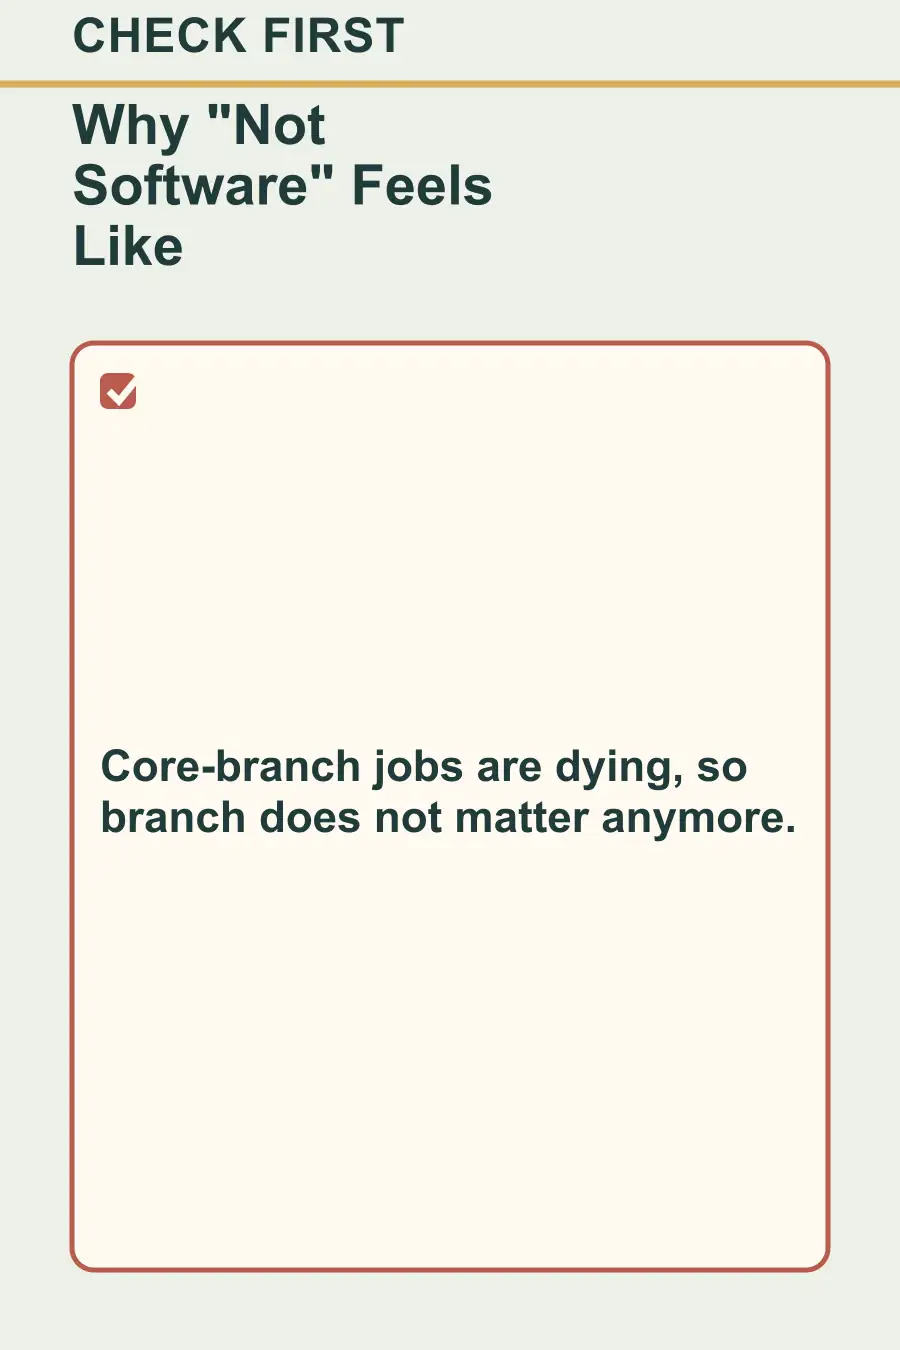 CHECK FIRST
Why "Not
Software" Feels
Like
Core-branch jobs are dying, so
branch does not matter anymore.